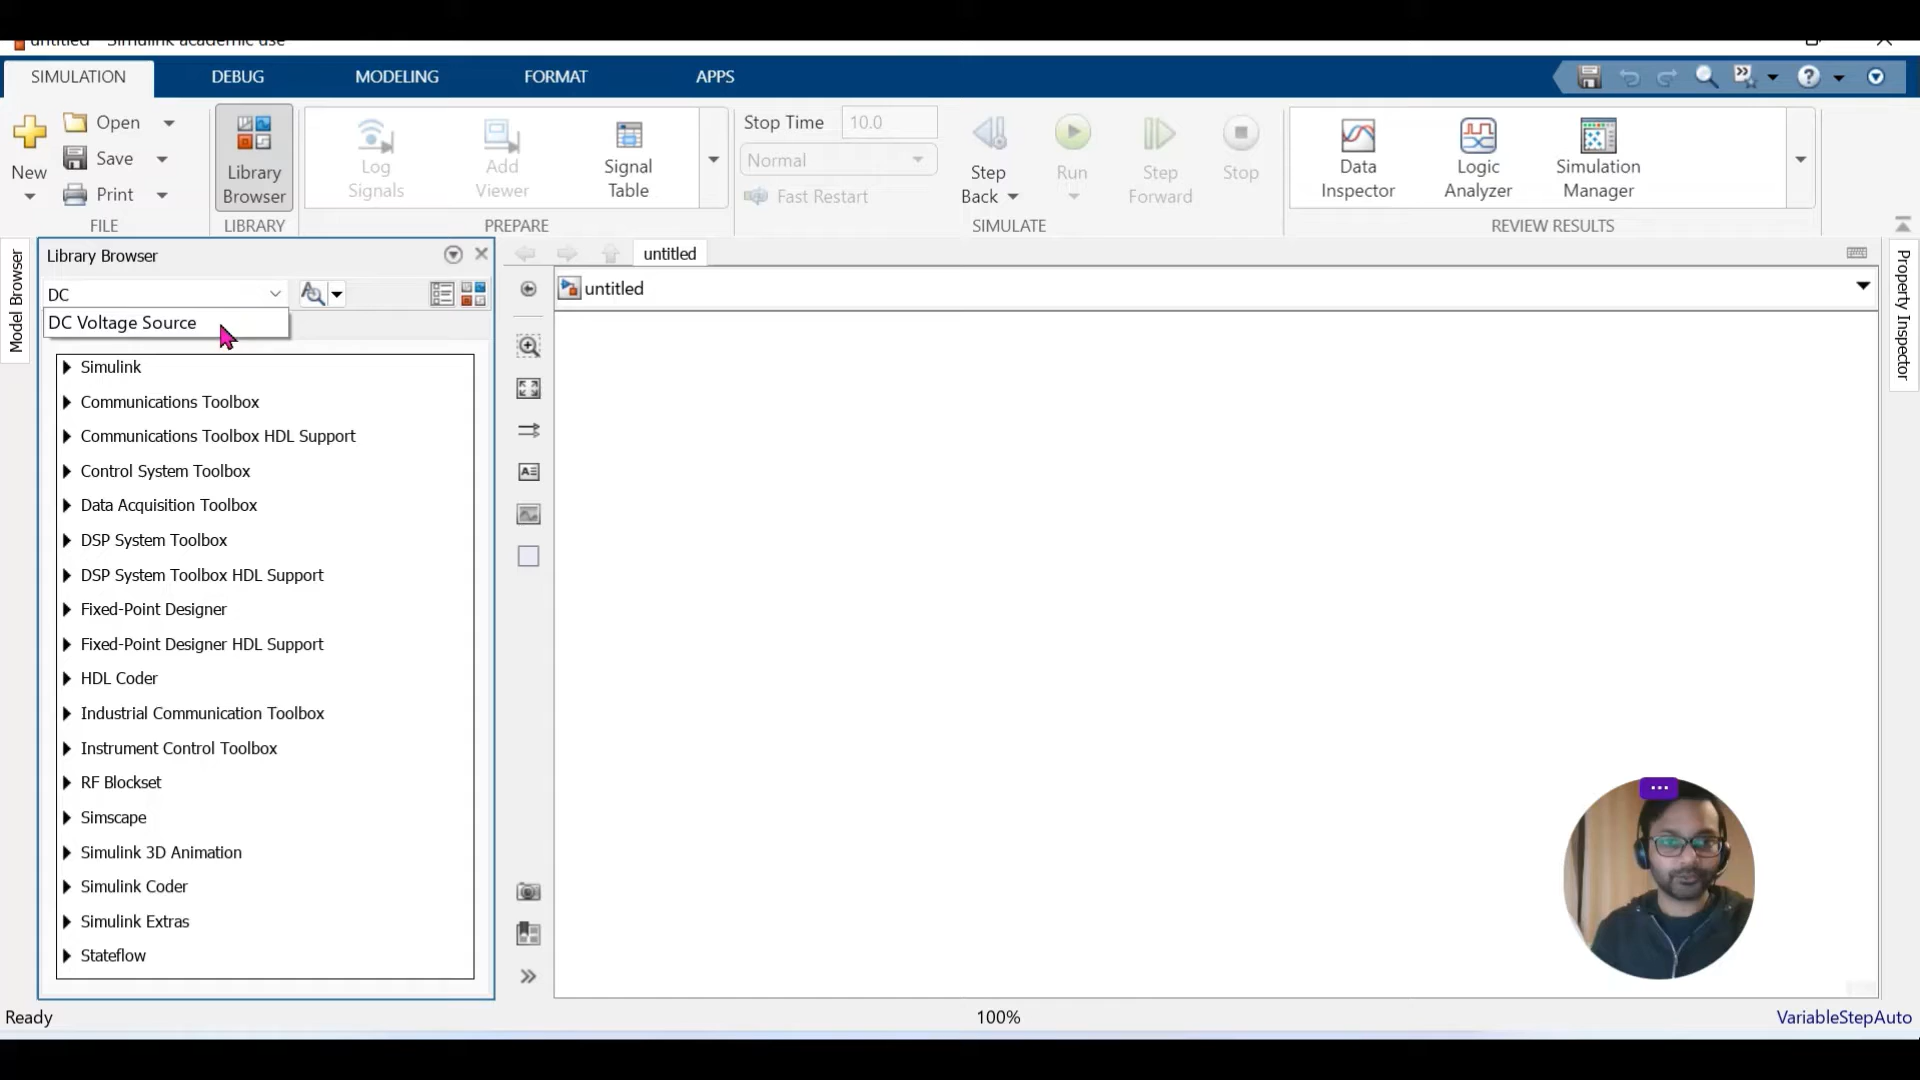 untitled - Simulink academic use
SIMULATION DEBUG MODELING FORMAT APPS
New
Open
Save
Print
FILE
Library
Browser
LIBRARY
Log
Signals
Add
Viewer
Signal
Table
PREPARE
Stop Time 10.0
Normal
Fast Restart
Step
Back
Run
Step
Forward
Stop
SIMULATE
Data
Inspector
Logic
Analyzer
Simulation
Manager
REVIEW RESULTS
Model Browser
Library Browser
DC
DC Voltage Source
Simulink
Communications Toolbox
Communications Toolbox HDL Support
Control System Toolbox
Data Acquisition Toolbox
DSP System Toolbox
DSP System Toolbox HDL Support
Fixed-Point Designer
Fixed-Point Designer HDL Support
HDL Coder
Industrial Communication Toolbox
Instrument Control Toolbox
RF Blockset
Simscape
Simulink 3D Animation
Simulink Coder
Simulink Extras
Stateflow
untitled
untitled
Property Inspector
Ready
100%
VariableStepAuto